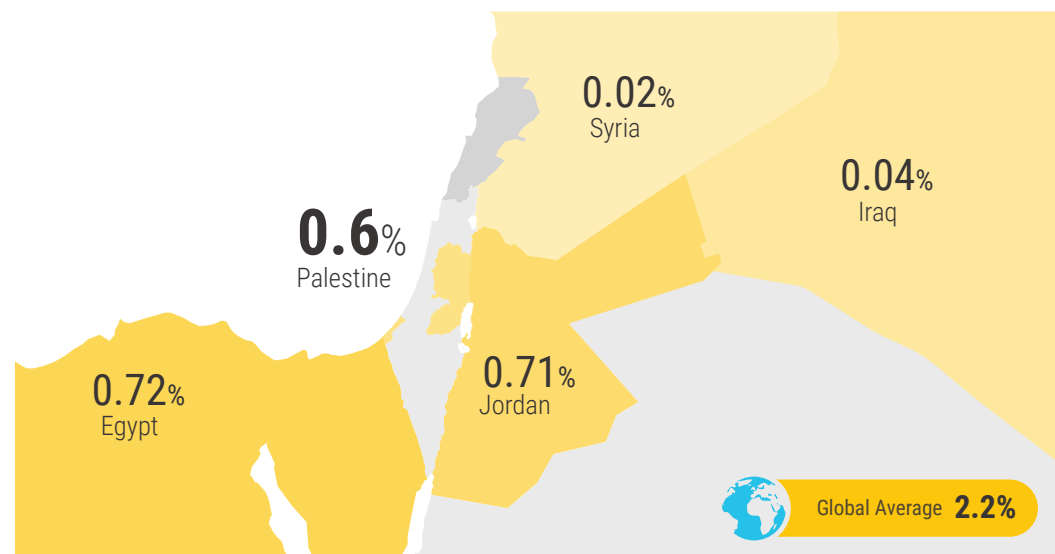 0.02%
Syria
0.04%
Iraq
0.6%
Palestine
0.72%
Egypt
0.71%
Jordan
Global Average 2.2%